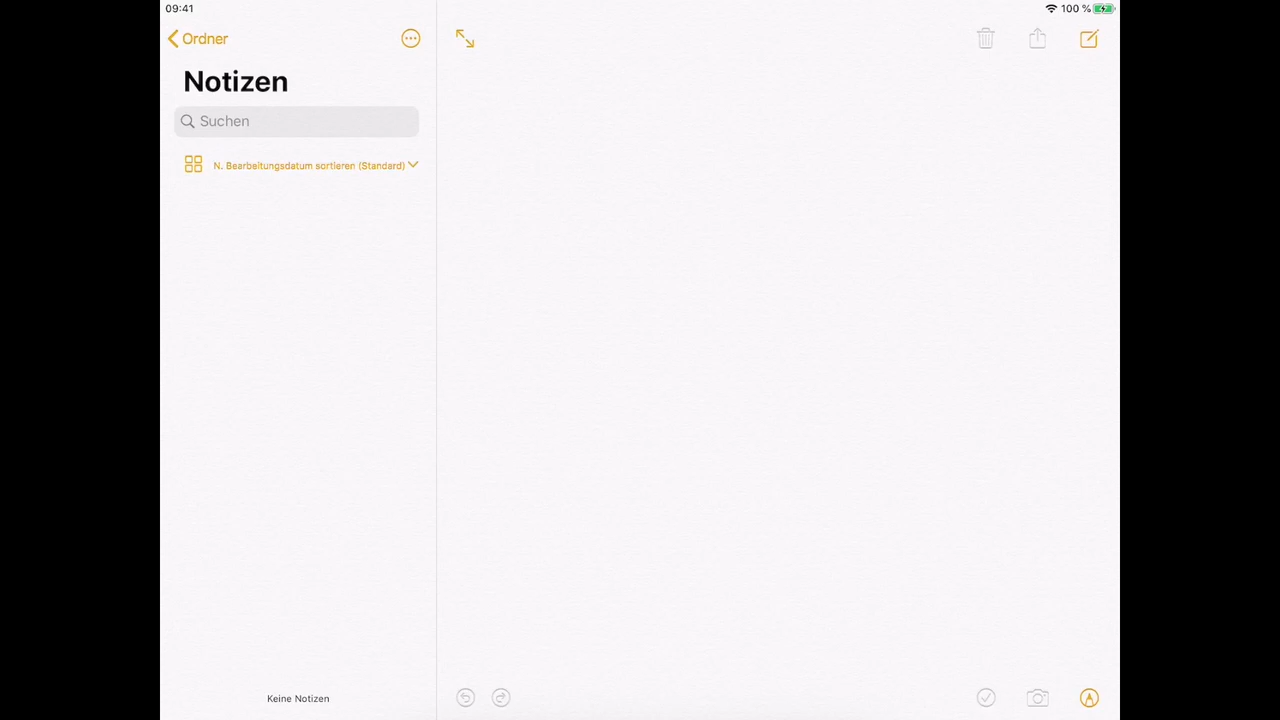 09:41
100 %
Ordner
Notizen
Suchen
N. Bearbeitungsdatum sortieren (Standard)
Keine Notizen